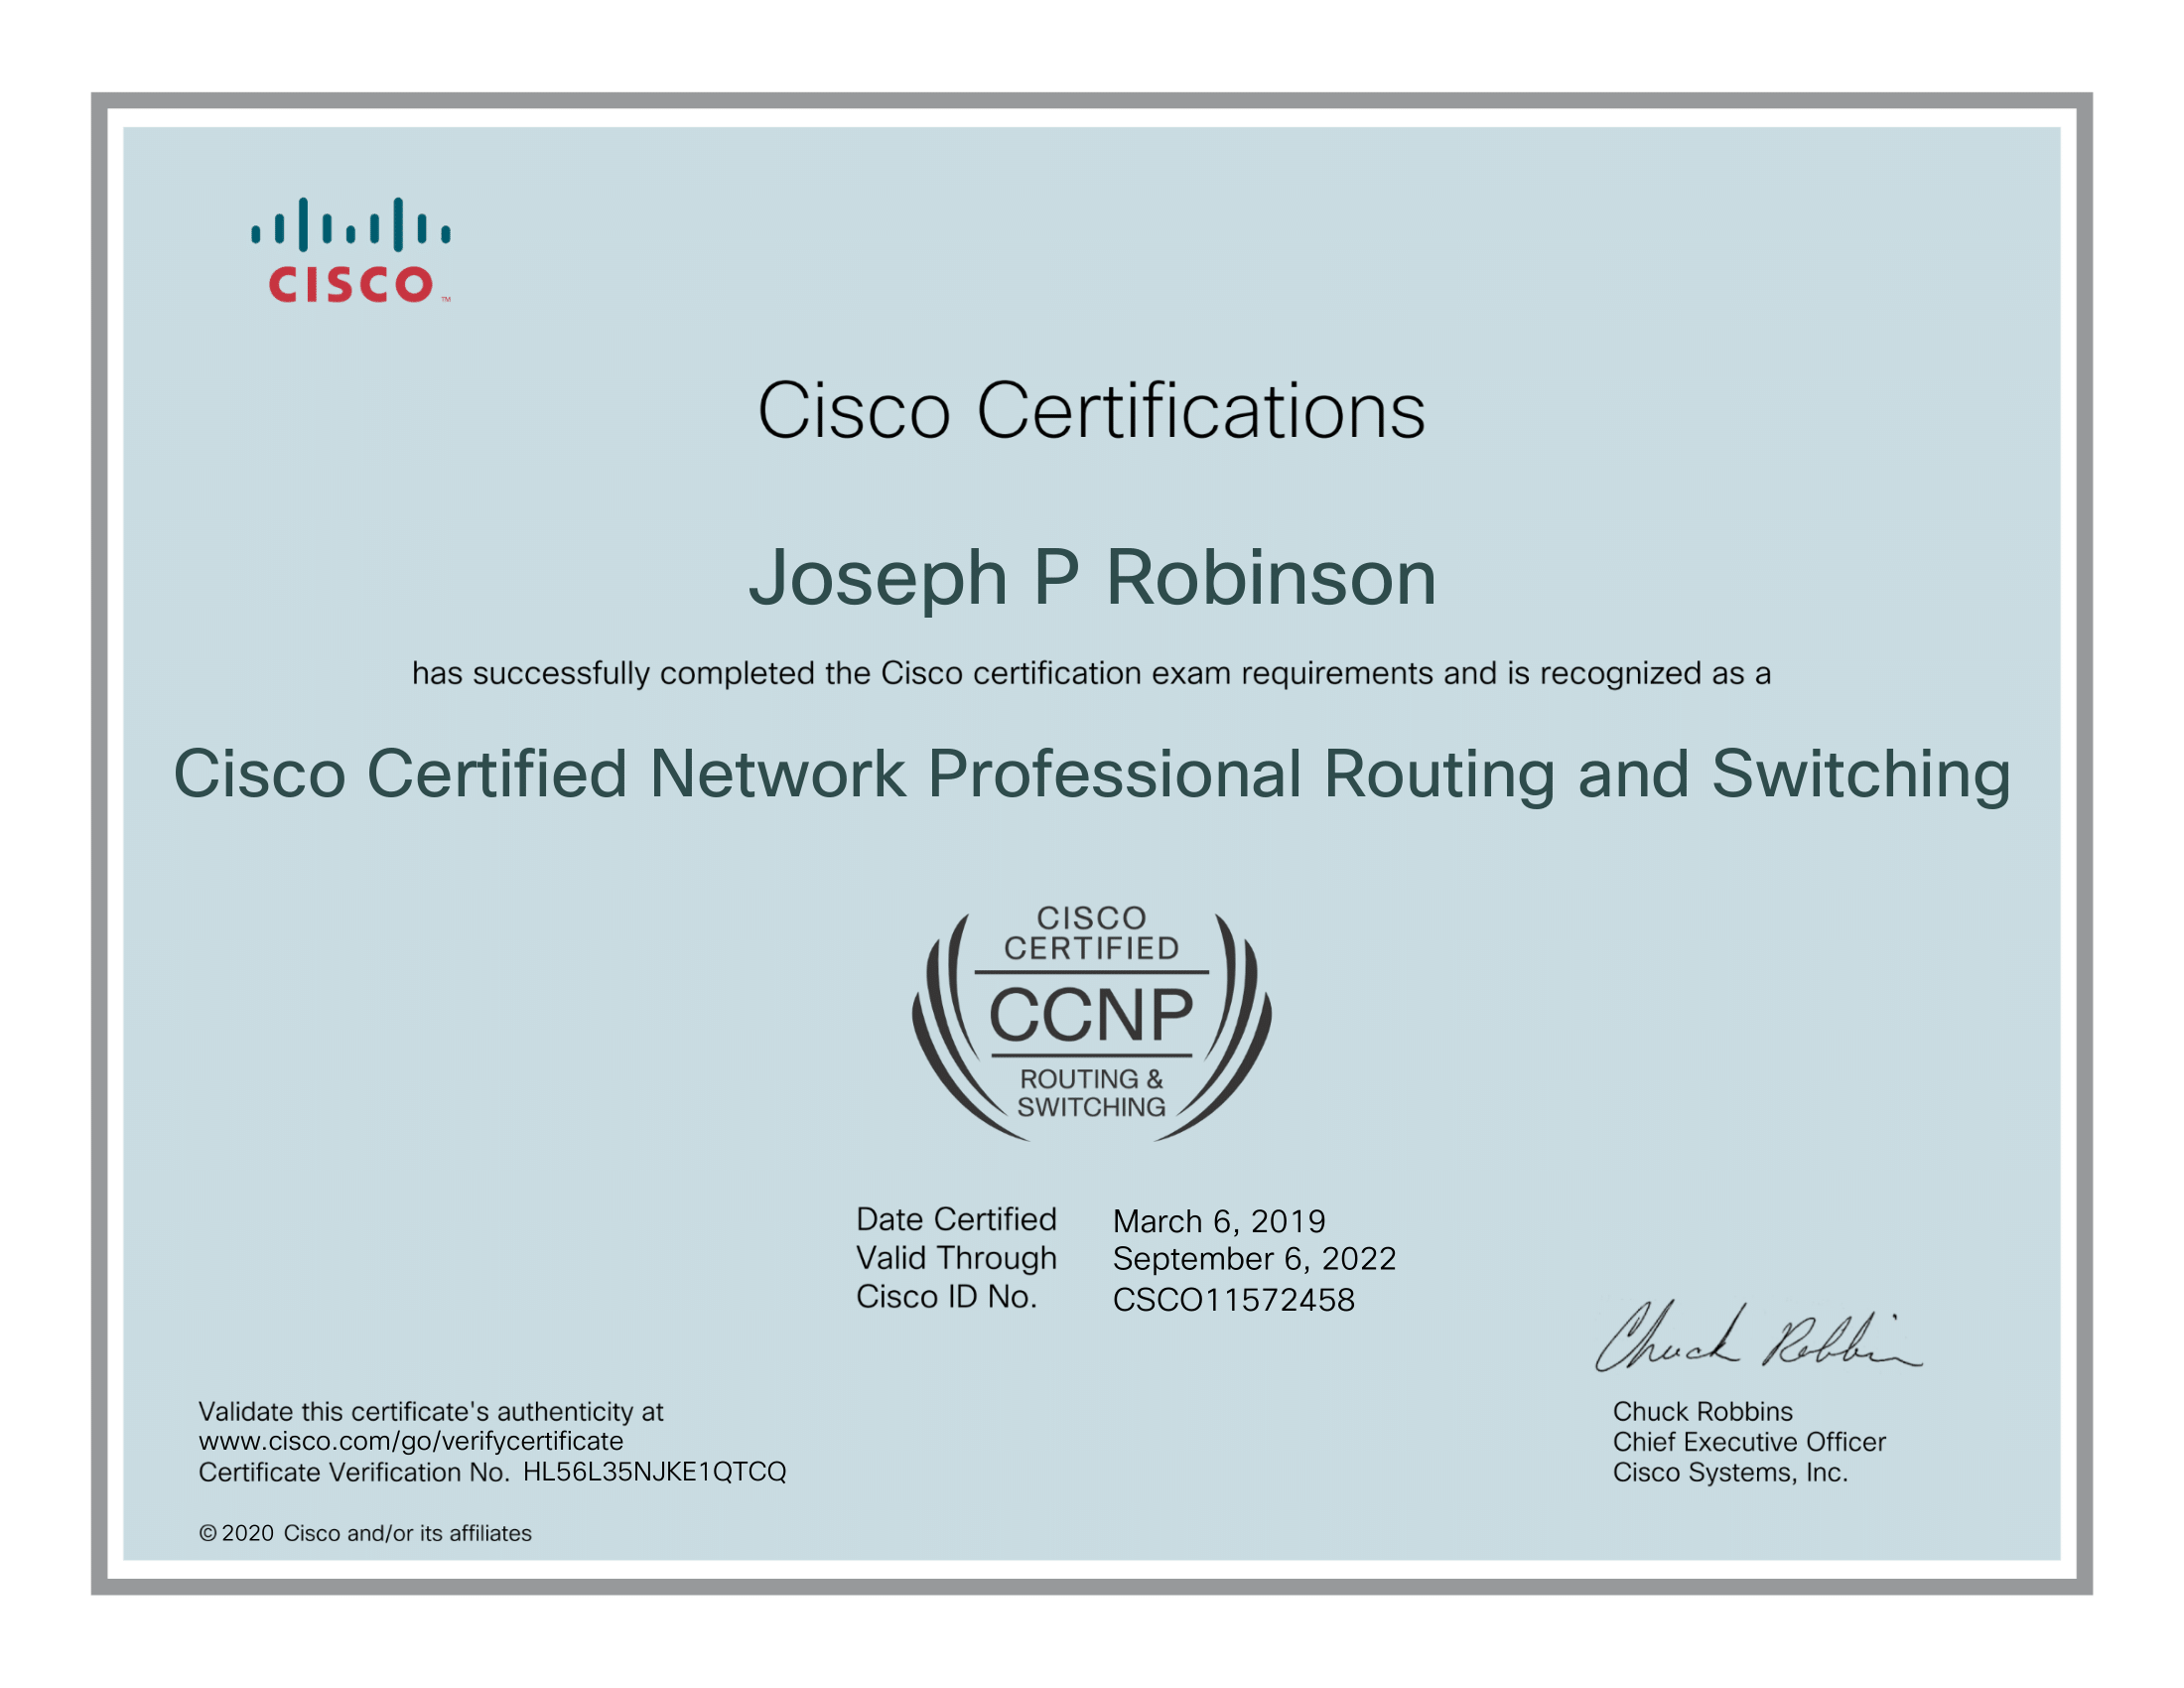 CISCO™
Cisco Certifications
Joseph P Robinson
has successfully completed the Cisco certification exam requirements and is recognized as a
Cisco Certified Network Professional Routing and Switching
CISCO
CERTIFIED
CCNP
ROUTING &
SWITCHING
Date Certified March 6, 2019
Valid Through September 6, 2022
Cisco ID No. CSCO11572458
Chuck Robbins
Validate this certificate's authenticity at
www.cisco.com/go/verifycertificate
Certificate Verification No. HL56L35NJKE1QTCQ
Chuck Robbins
Chief Executive Officer
Cisco Systems, Inc.
© 2020 Cisco and/or its affiliates